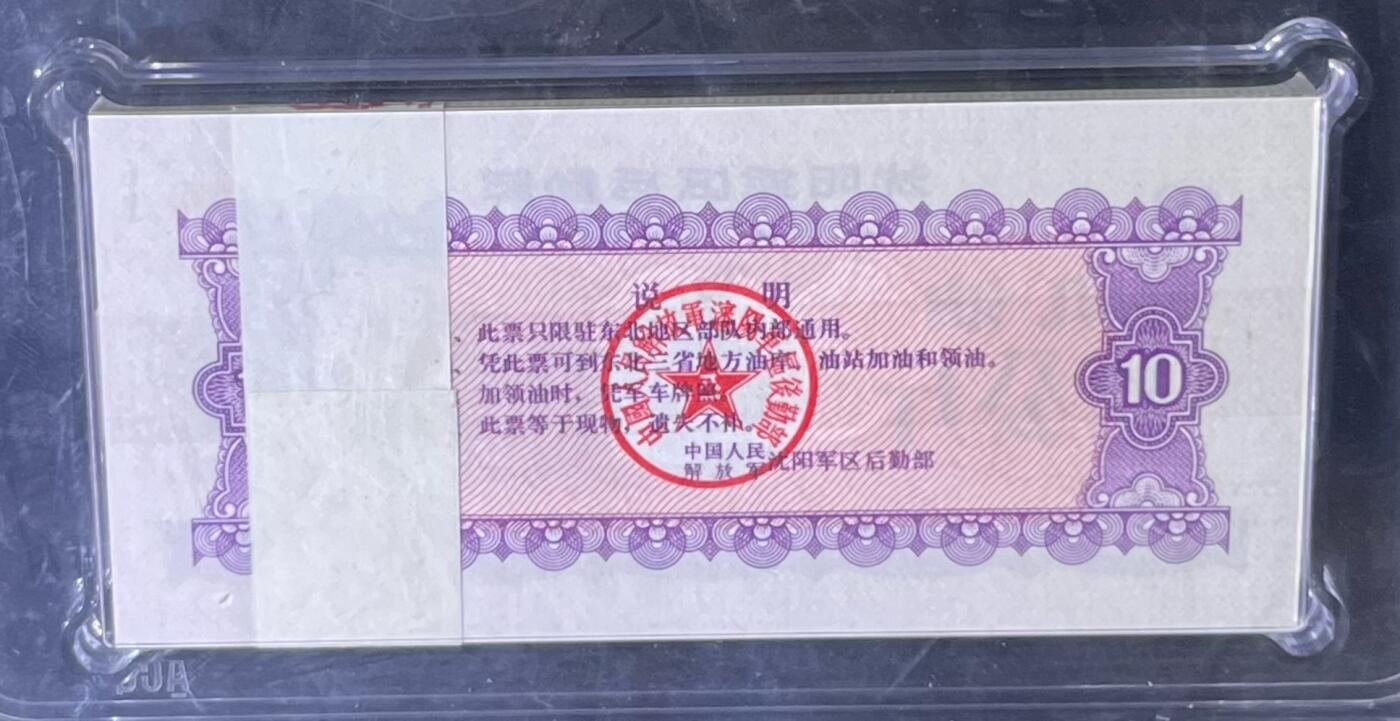 说 明
此票只限驻东北地区部队内部通用。
凭此票可到东北三省地方油库、油站加油和领油。
加领油时，凭军车牌照。
此票等于现物，遗失不补。
中国人民
解放军沈阳军区后勤部
10